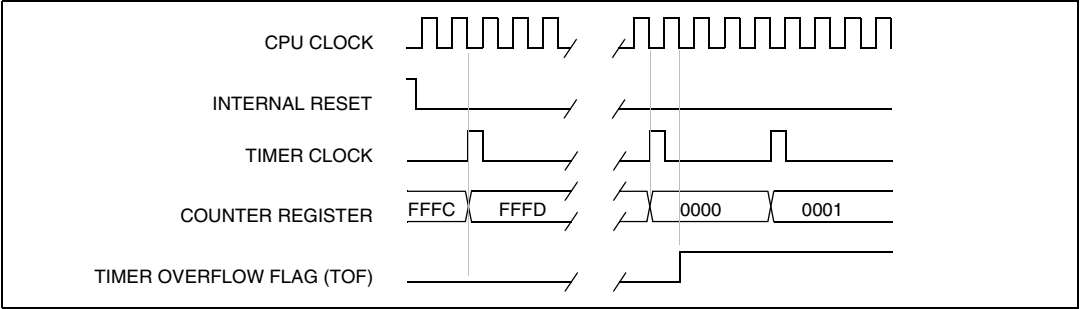 CPU CLOCK
INTERNAL RESET
TIMER CLOCK
COUNTER REGISTER FFFC FFFD 0000 0001
TIMER OVERFLOW FLAG (TOF)